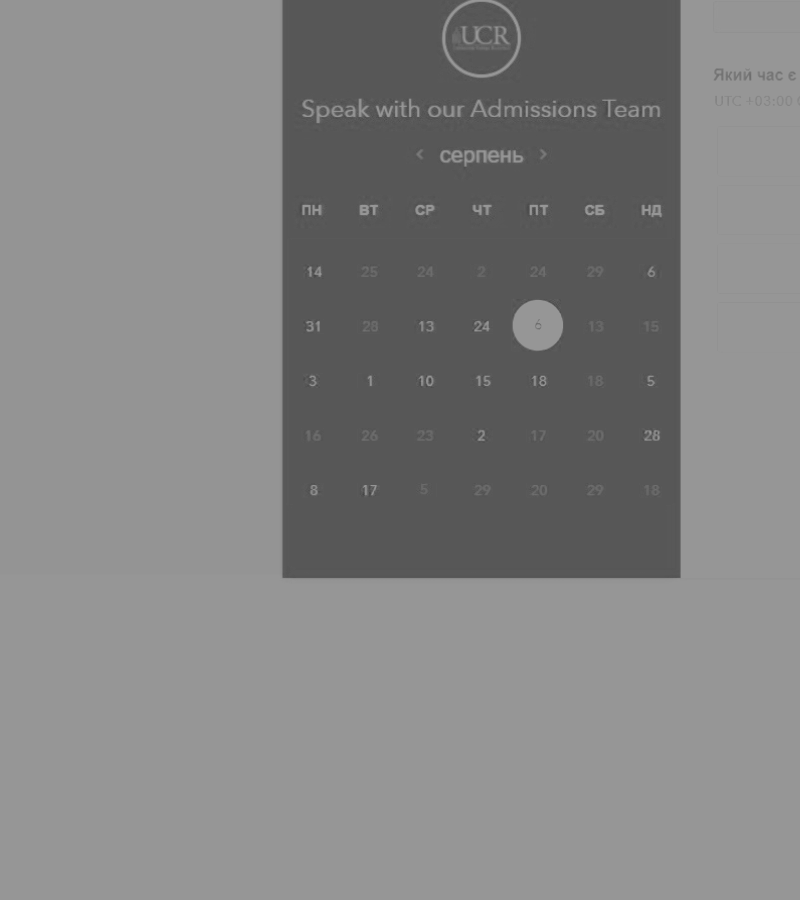 UCR
Speak with our Admissions Team
< серпень >
ПН ВТ СР ЧТ ПТ СБ НД
14 25 24 2 24 29 6
31 28 13 24 6 13 15
3 1 10 15 18 18 5
16 26 23 2 17 20 28
8 17 5 29 20 29 18
Який час є
UTC +03:00